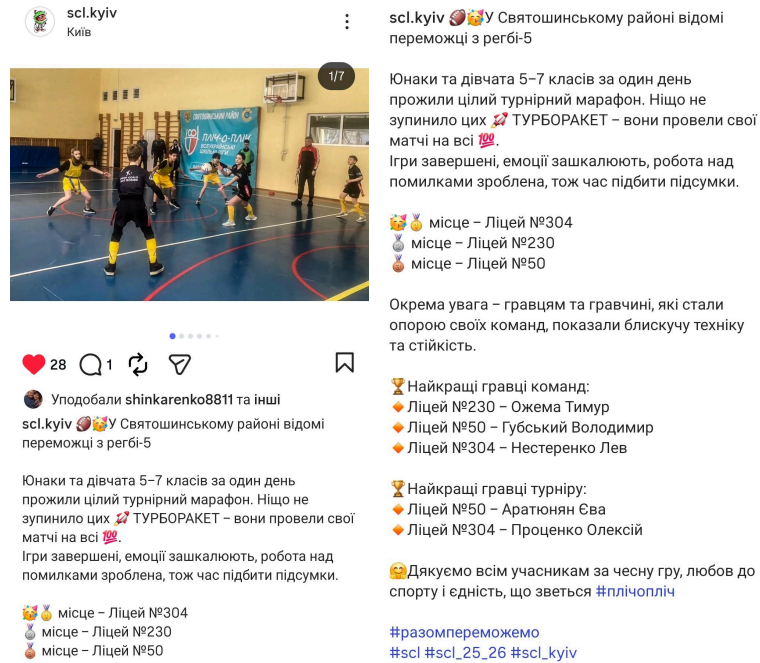 scl.kyiv
Київ
1/7
СВЯТОШИНСЬКИЙ РАЙОН
ПЛІЧ-О-ПЛІЧ
ВСЕУКРАЇНСЬКІ
ШКІЛЬНІ ЛІГИ
28
1
Уподобали shinkarenko8811 та інші
scl.kyiv 🏉🥳У Святошинському районі відомі
переможці з регбі-5
Юнаки та дівчата 5–7 класів за один день
прожили цілий турнірний марафон. Ніщо не
зупинило цих 🚀 ТУРБОРАКЕТ – вони провели свої
матчі на всі 💯.
Ігри завершені, емоції зашкалюють, робота над
помилками зроблена, тож час підбити підсумки.
🥳🥇 місце – Ліцей №304
🥈 місце – Ліцей №230
🥉 місце – Ліцей №50
scl.kyiv 🏈🥳У Святошинському районі відомі
переможці з регбі-5
Юнаки та дівчата 5–7 класів за один день
прожили цілий турнірний марафон. Ніщо не
зупинило цих 🚀 ТУРБОРАКЕТ – вони провели свої
матчі на всі 💯.
Ігри завершені, емоції зашкалюють, робота над
помилками зроблена, тож час підбити підсумки.
🥳🥇 місце – Ліцей №304
🥈 місце – Ліцей №230
🥉 місце – Ліцей №50
Окрема увага – гравцям та гравчині, які стали
опорою своїх команд, показали блискучу техніку
та стійкість.
🏆Найкращі гравці команд:
🔸Ліцей №230 – Ожема Тимур
🔸Ліцей №50 – Губський Володимир
🔸Ліцей №304 – Нестеренко Лев
🏆Найкращі гравці турніру:
🔸Ліцей №50 – Аратюнян Єва
🔸Ліцей №304 – Проценко Олексій
🤗Дякуємо всім учасникам за чесну гру, любов до
спорту і єдність, що зветься #плічопліч
#разомпереможемо
#scl #scl_25_26 #scl_kyiv